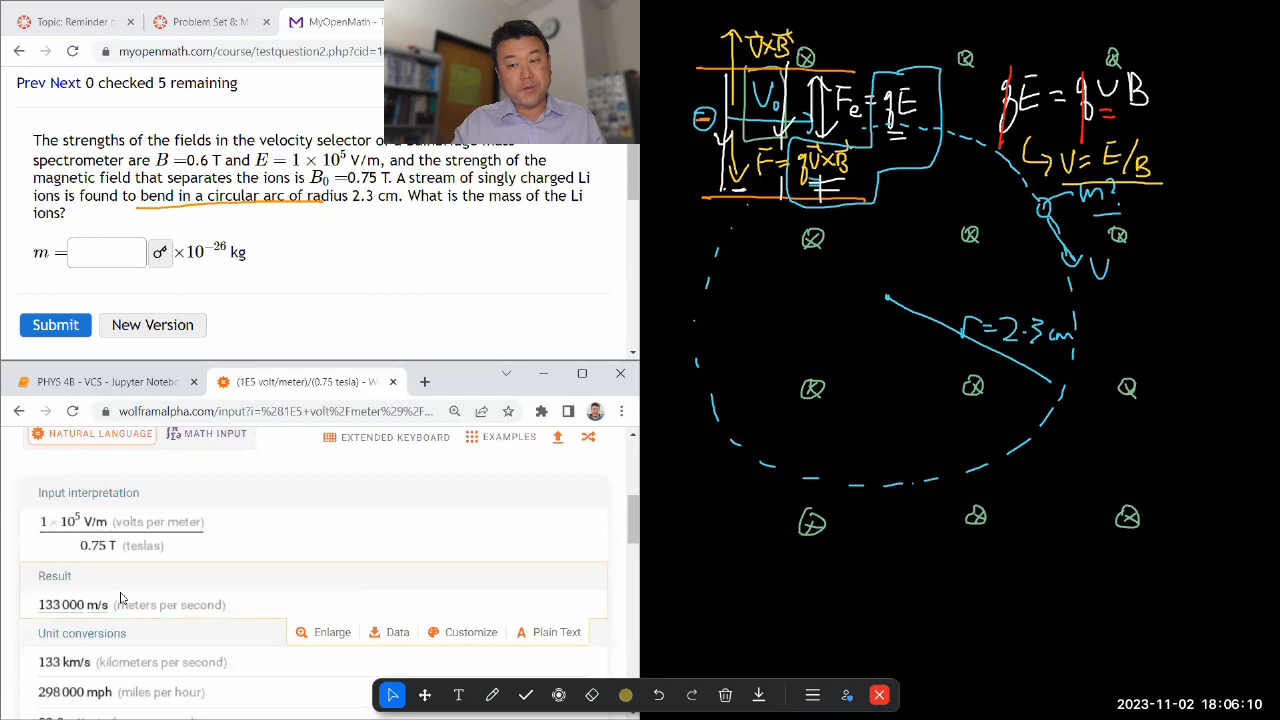 Topic: Reminder
Problem Set 8: M
MyOpenMath
myopenmath.com/course/testquestion2.php?cid=1
Prev Next 0 checked 5 remaining
The strengths of the fields in the velocity selector of a Bainbridge mass
spectrometer are B =0.6 T and E = 1 × 10⁵ V/m, and the strength of the
magnetic field that separates the ions is B₀ =0.75 T. A stream of singly charged Li
ions is found to bend in a circular arc of radius 2.3 cm. What is the mass of the Li
ions?
m = ×10⁻²⁶ kg
Submit New Version
PHYS 4B - VCS - Jupyter Noteb
(1E5 volt/meter)/(0.75 tesla) - W
wolframalpha.com/input?i=%281E5+volt%2Fmeter%29%2F...
NATURAL LANGUAGE
MATH INPUT
EXTENDED KEYBOARD
EXAMPLES
Input interpretation
1 × 10⁵ V/m (volts per meter)
0.75 T (teslas)
Result
133 000 m/s (meters per second)
Unit conversions
Enlarge Data Customize Plain Text
133 km/s (kilometers per second)
298 000 mph (miles per hour)
V×B
V₀
Fe = qE
F = qV×B
qE = qvB
V = E/B
m?
V
r=2.3cm
2023-11-02 18:06:10